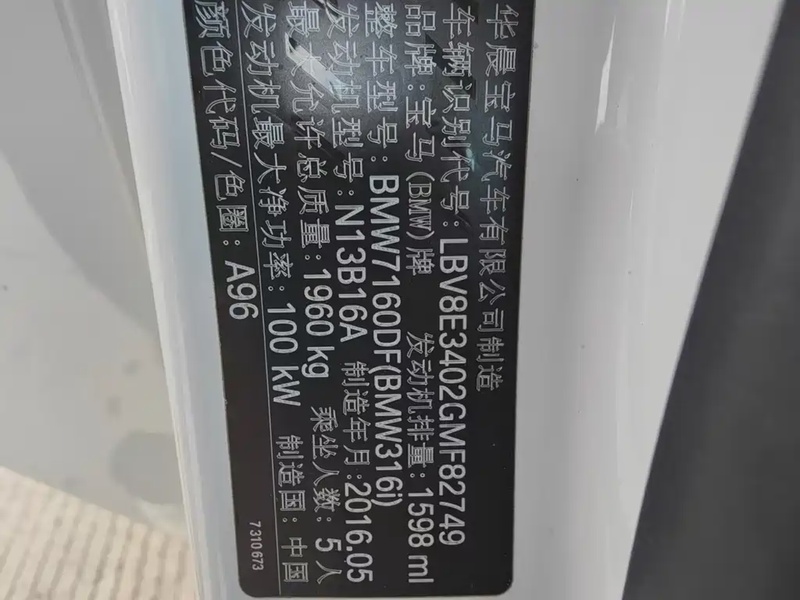 华晨宝马汽车有限公司制造
车辆识别代号:LBV8E3402GMF82749
品牌:宝马(BMW)牌 发动机排量:1598 ml
整车型号:BMW7160DF(BMW316i)
发动机型号:N13B16A 制造年月:2016.05
最大允许总质量:1960 kg 乘坐人数:5人
发动机最大净功率:100 kW 制造国:中国
颜色代码/色圈:A96
7310673